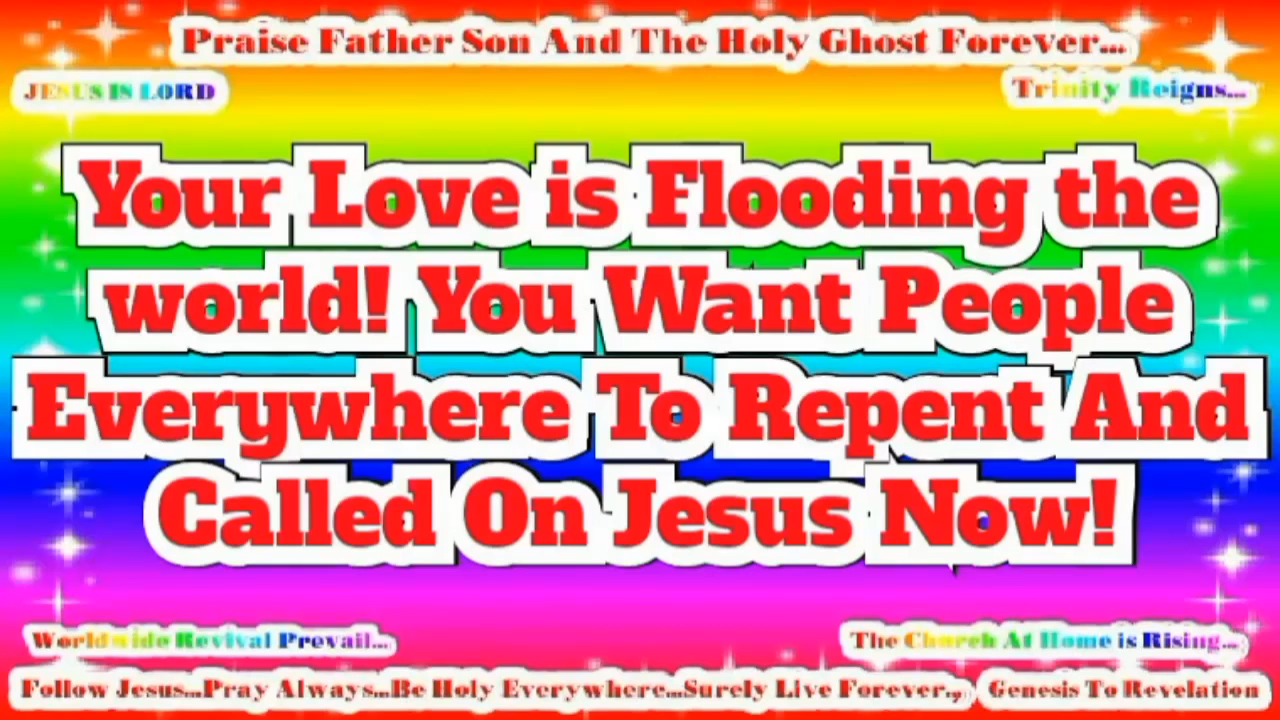 Praise Father Son And The Holy Ghost Forever...
JESUS IS LORD
Trinity Reigns...
Your Love is Flooding the
world! You Want People
Everywhere To Repent And
Called On Jesus Now!
Worldwide Revival Prevail...
The Church At Home is Rising...
Follow Jesus...Pray Always...Be Holy Everywhere...Surely Live Forever..,
Genesis To Revelation